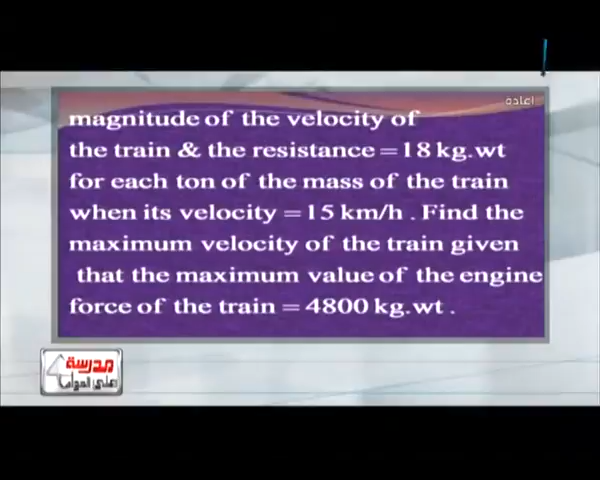 اعادة
magnitude of the velocity of
the train & the resistance = 18 kg.wt
for each ton of the mass of the train
when its velocity = 15 km/h . Find the
maximum velocity of the train given
that the maximum value of the engine
force of the train = 4800 kg.wt .
مدرسة
على الهواء